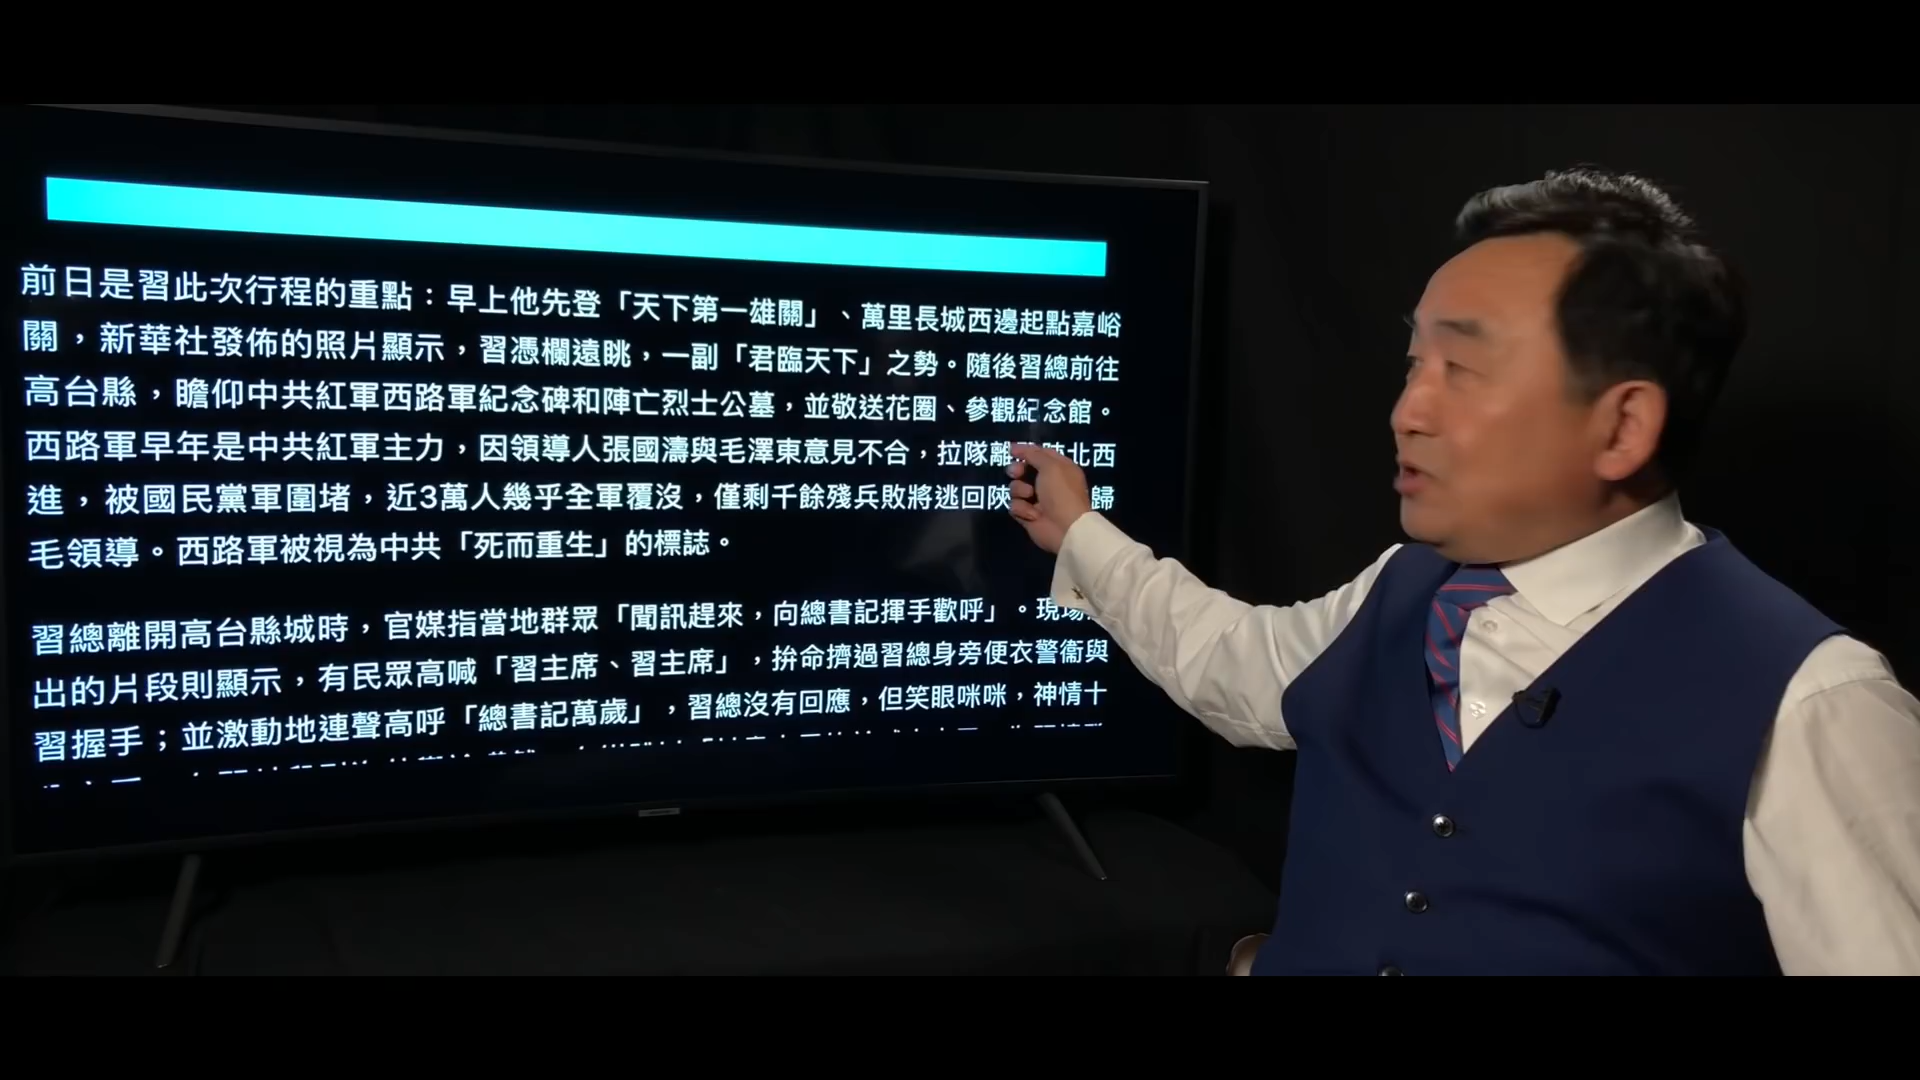 前日是習此次行程的重點：早上他先登「天下第一雄關」、萬里長城西邊起點嘉峪
關，新華社發佈的照片顯示，習憑欄遠眺，一副「君臨天下」之勢。隨後習總前往
高台縣，瞻仰中共紅軍西路軍紀念碑和陣亡烈士公墓，並敬送花圈、參觀紀念館。
西路軍早年是中共紅軍主力，因領導人張國濤與毛澤東意見不合，拉隊離 北西
進，被國民黨軍圍堵，近3萬人幾乎全軍覆沒，僅剩千餘殘兵敗將逃回陝 歸
毛領導。西路軍被視為中共「死而重生」的標誌。
習總離開高台縣城時，官媒指當地群眾「聞訊趕來，向總書記揮手歡呼」。現場
出的片段則顯示，有民眾高喊「習主席、習主席」，拚命擠過習總身旁便衣警衞與
習握手；並激動地連聲高呼「總書記萬歲」，習總沒有回應，但笑眼咪咪，神情十